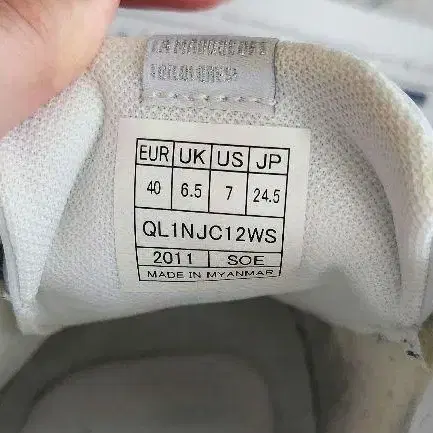 EUR UK US JP
40 6.5 7 24.5
QL1NJC12WS
2011 SOE
MADE IN MYANMAR